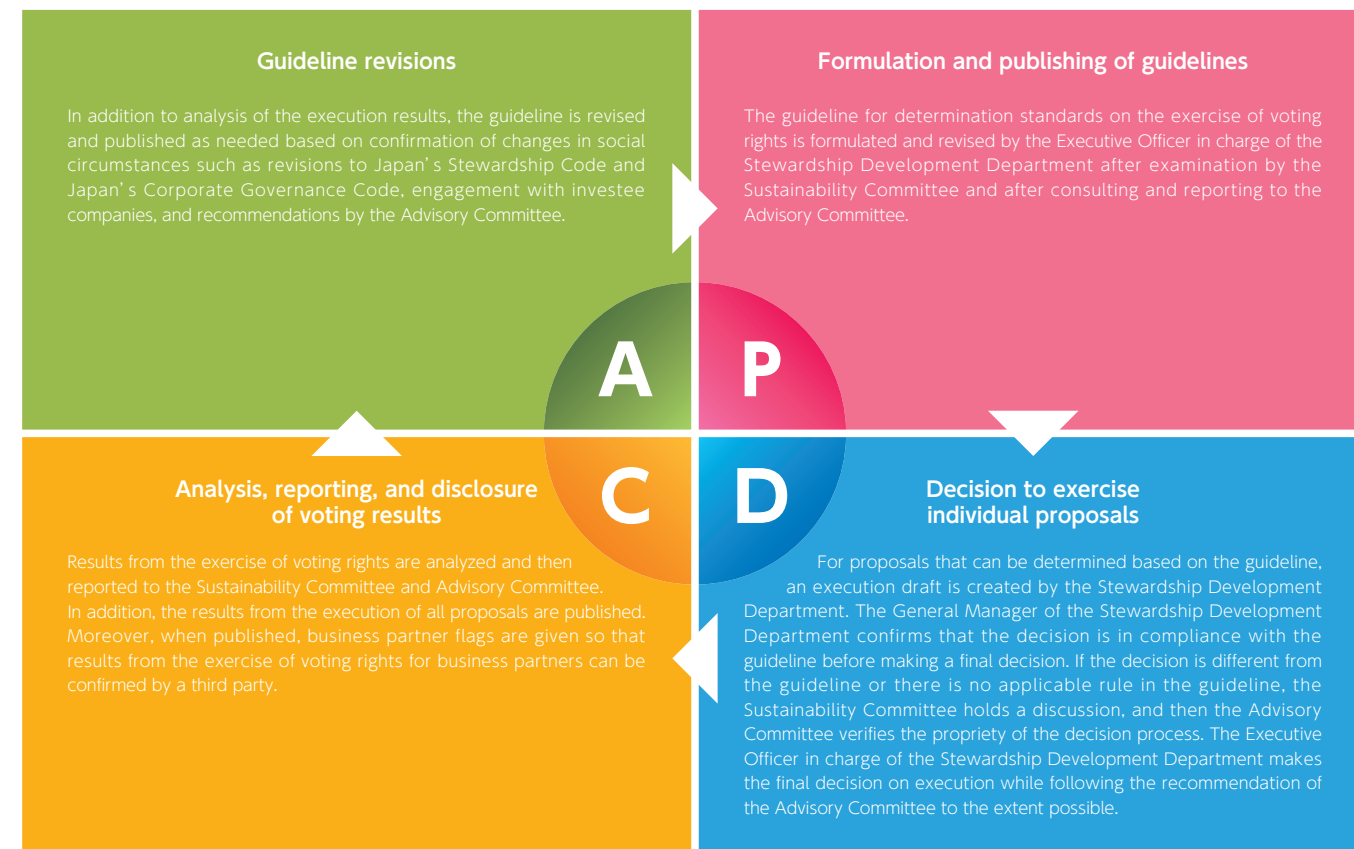 Guideline revisions
In addition to analysis of the execution results, the guideline is revised
and published as needed based on confirmation of changes in social
circumstances such as revisions to Japan's Stewardship Code and
Japan's Corporate Governance Code, engagement with investee
companies, and recommendations by the Advisory Committee.
A
Formulation and publishing of guidelines
The guideline for determination standards on the exercise of voting
rights is formulated and revised by the Executive Officer in charge of the
Stewardship Development Department after examination by the
Sustainability Committee and after consulting and reporting to the
Advisory Committee.
P
Analysis, reporting, and disclosure
of voting results
C
Results from the exercise of voting rights are analyzed and then
reported to the Sustainability Committee and Advisory Committee.
In addition, the results from the execution of all proposals are published.
Moreover, when published, business partner flags are given so that
results from the exercise of voting rights for business partners can be
confirmed by a third party.
D
Decision to exercise
individual proposals
For proposals that can be determined based on the guideline,
an execution draft is created by the Stewardship Development
Department. The General Manager of the Stewardship Development
Department confirms that the decision is in compliance with the
guideline before making a final decision. If the decision is different from
the guideline or there is no applicable rule in the guideline, the
Sustainability Committee holds a discussion, and then the Advisory
Committee verifies the propriety of the decision process. The Executive
Officer in charge of the Stewardship Development Department makes
the final decision on execution while following the recommendation of
the Advisory Committee to the extent possible.